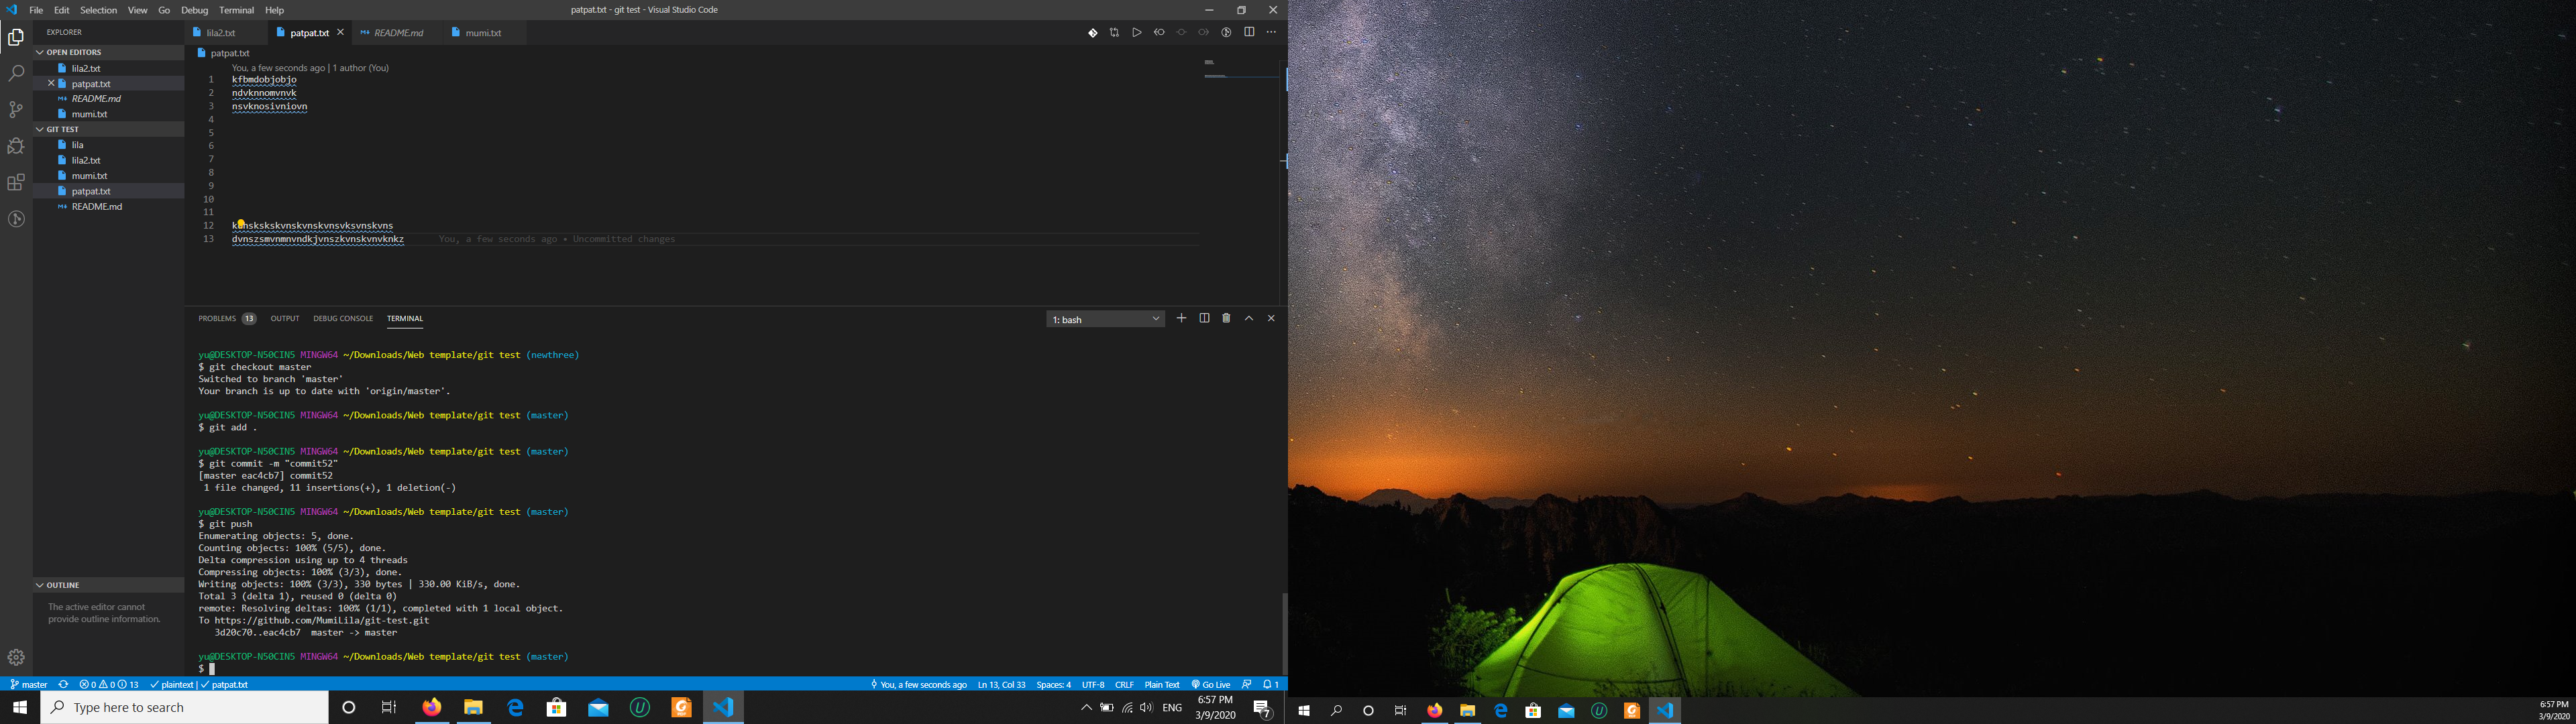 File Edit Selection View Go Debug Terminal Help
patpat.txt - git test - Visual Studio Code
EXPLORER
OPEN EDITORS
lila2.txt
patpat.txt
README.md
mumi.txt
GIT TEST
lila
lila2.txt
mumi.txt
patpat.txt
README.md
OUTLINE
The active editor cannot
provide outline information.
lila2.txt patpat.txt README.md mumi.txt
patpat.txt
You, a few seconds ago | 1 author (You)
1 kfbmdobjobjo
2 ndvknnomvnvk
3 nsvknosivniovn
4
5
6
7
8
9
10
11
12
13 dvnszsmvnmnvndkjvnszkvnskvnvknkz You, a few seconds ago • Uncommitted changes
PROBLEMS 13 OUTPUT DEBUG CONSOLE TERMINAL 1: bash
yu@DESKTOP-N50CIN5 MINGW64 ~/Downloads/Web template/git test (newthree)
$ git checkout master
Switched to branch 'master'
Your branch is up to date with 'origin/master'.
yu@DESKTOP-N50CIN5 MINGW64 ~/Downloads/Web template/git test (master)
$ git add .
yu@DESKTOP-N50CIN5 MINGW64 ~/Downloads/Web template/git test (master)
$ git commit -m "commit52"
[master eac4cb7] commit52
1 file changed, 11 insertions(+), 1 deletion(-)
yu@DESKTOP-N50CIN5 MINGW64 ~/Downloads/Web template/git test (master)
$ git push
Enumerating objects: 5, done.
Counting objects: 100% (5/5), done.
Delta compression using up to 4 threads
Compressing objects: 100% (3/3), done.
Writing objects: 100% (3/3), 330 bytes | 330.00 KiB/s, done.
Total 3 (delta 1), reused 0 (delta 0)
remote: Resolving deltas: 100% (1/1), completed with 1 local object.
To https://github.com/MumiLila/git-test.git
3d20c70..eac4cb7 master -> master
yu@DESKTOP-N50CIN5 MINGW64 ~/Downloads/Web template/git test (master)
$
master 0 0 13 plaintext | patpat.txt You, a few seconds ago Ln 13, Col 33 Spaces: 4 UTF-8 CRLF Plain Text Go Live 1
Type here to search
ENG
6:57 PM
3/9/2020
7
6:57 PM
3/9/2020